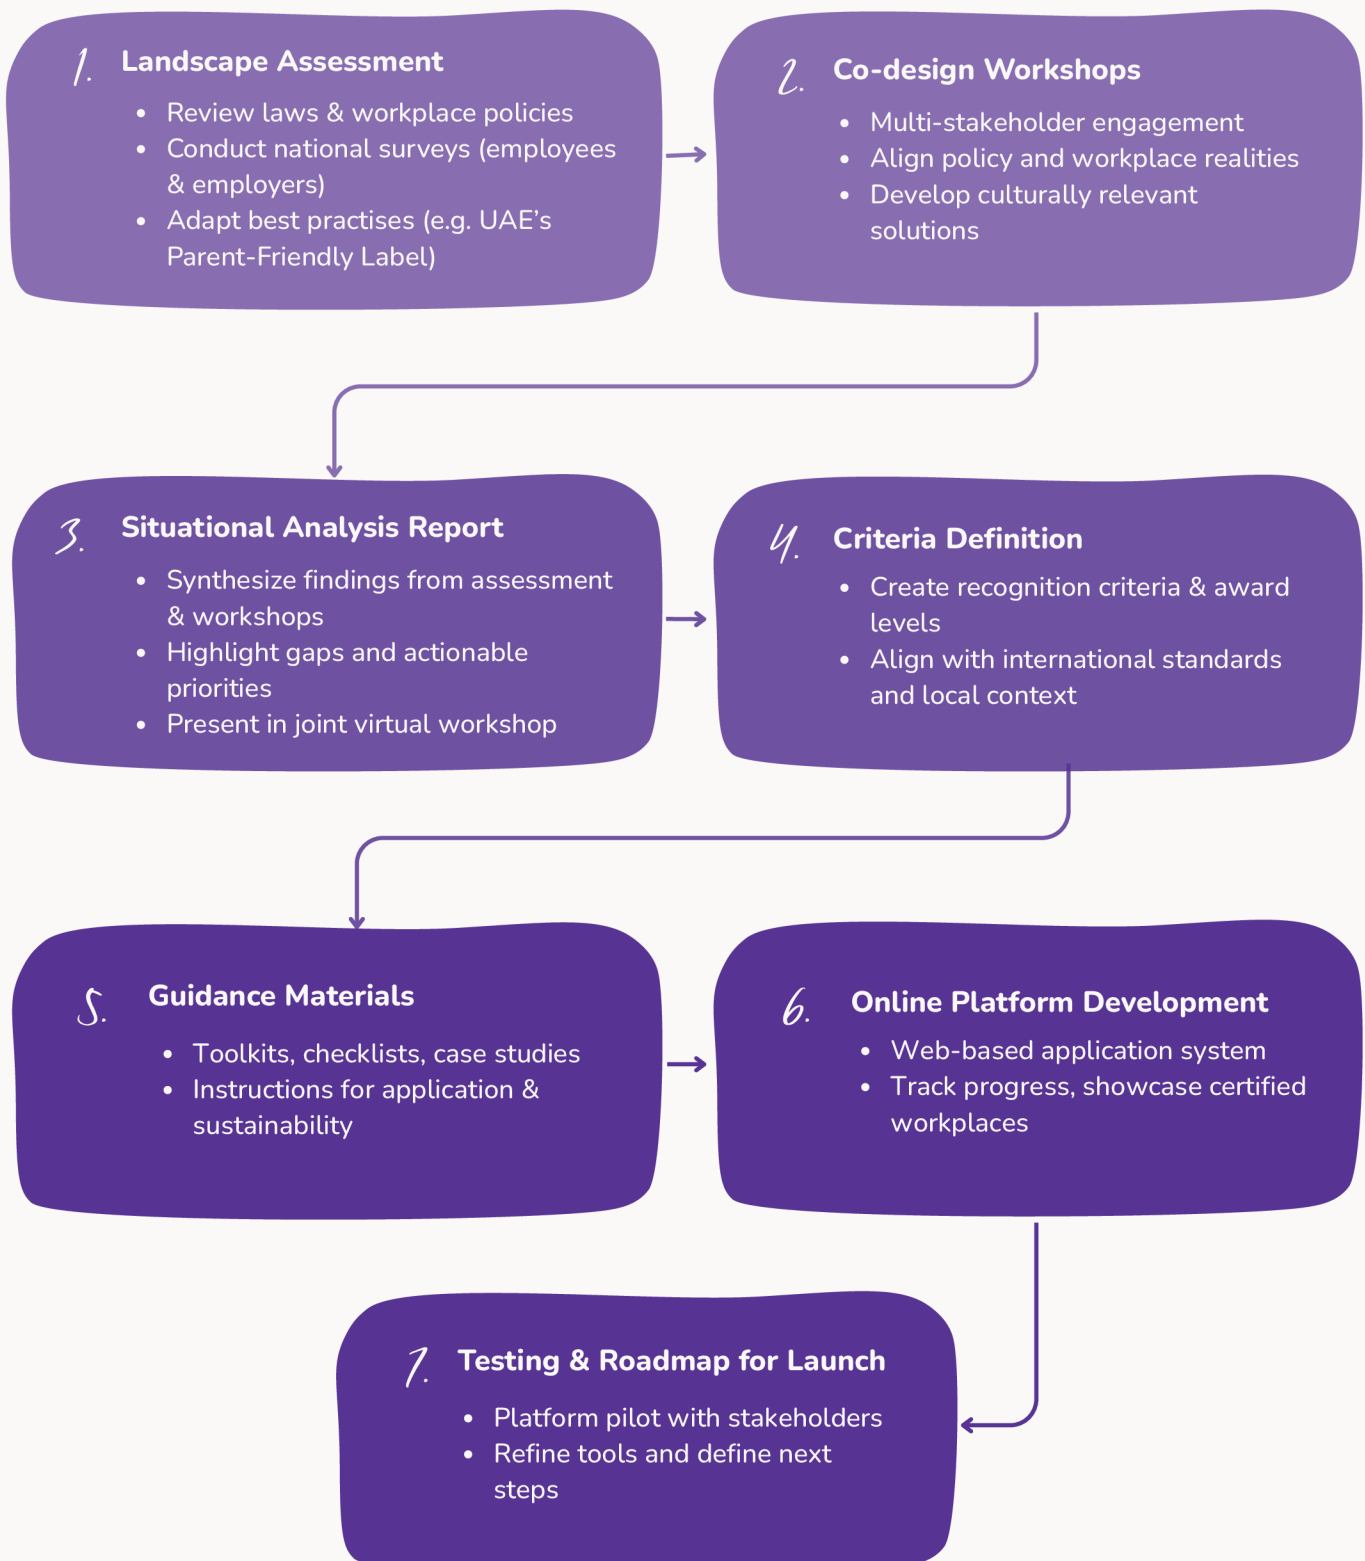 1. Landscape Assessment
• Review laws & workplace policies
• Conduct national surveys (employees
& employers)
• Adapt best practises (e.g. UAE’s
Parent-Friendly Label)
2. Co-design Workshops
• Multi-stakeholder engagement
• Align policy and workplace realities
• Develop culturally relevant
solutions
3. Situational Analysis Report
• Synthesize findings from assessment
& workshops
• Highlight gaps and actionable
priorities
• Present in joint virtual workshop
4. Criteria Definition
• Create recognition criteria & award
levels
• Align with international standards
and local context
5. Guidance Materials
• Toolkits, checklists, case studies
• Instructions for application &
sustainability
6. Online Platform Development
• Web-based application system
• Track progress, showcase certified
workplaces
7. Testing & Roadmap for Launch
• Platform pilot with stakeholders
• Refine tools and define next
steps